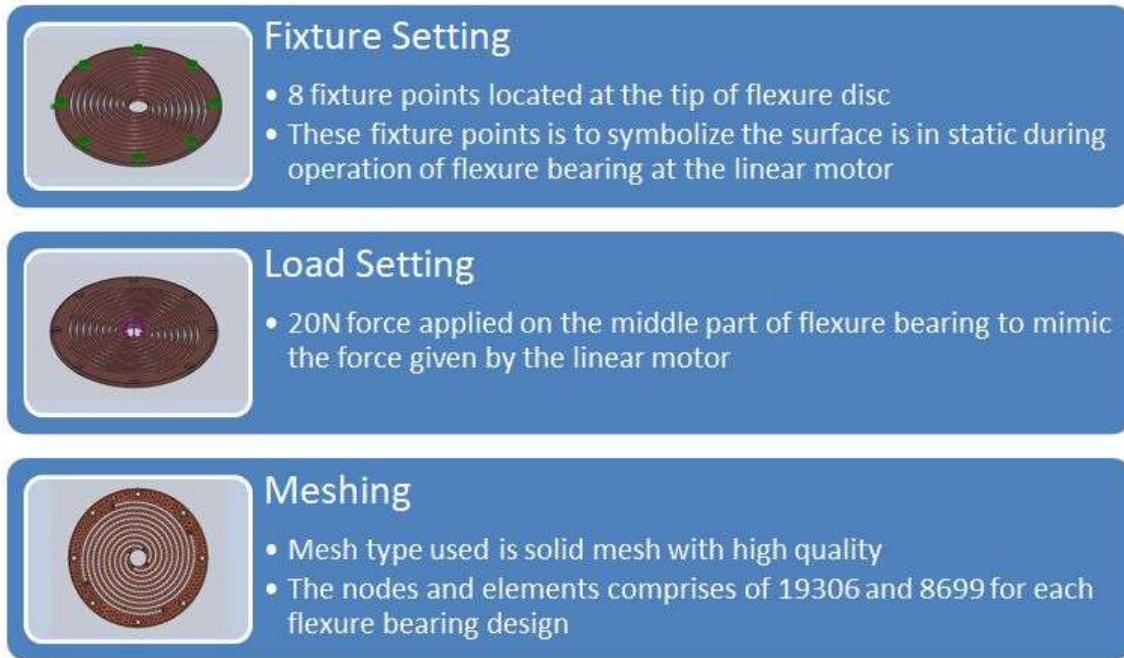 Fixture Setting
• 8 fixture points located at the tip of flexure disc
• These fixture points is to symbolize the surface is in static during
operation of flexure bearing at the linear motor
Load Setting
• 20N force applied on the middle part of flexure bearing to mimic
the force given by the linear motor
Meshing
• Mesh type used is solid mesh with high quality
• The nodes and elements comprises of 19306 and 8699 for each
flexure bearing design